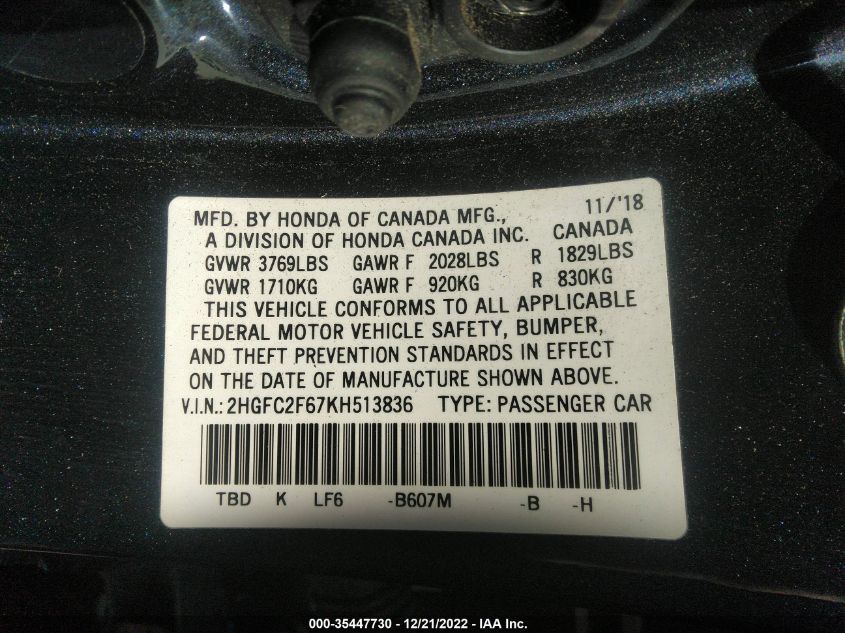 MFD. BY HONDA OF CANADA MFG., 11/'18
A DIVISION OF HONDA CANADA INC. CANADA
GVWR 3769LBS GAWR F 2028LBS R 1829LBS
GVWR 1710KG GAWR F 920KG R 830KG
THIS VEHICLE CONFORMS TO ALL APPLICABLE
FEDERAL MOTOR VEHICLE SAFETY, BUMPER,
AND THEFT PREVENTION STANDARDS IN EFFECT
ON THE DATE OF MANUFACTURE SHOWN ABOVE.
V.I.N.: 2HGFC2F67KH513836 TYPE: PASSENGER CAR
TBD K LF6 -B607M -B -H
000-35447730 - 12/21/2022 - IAA Inc.